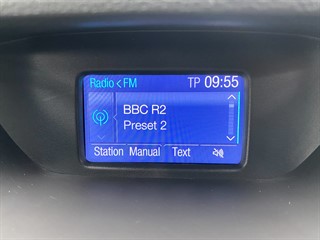 Radio < FM TP 09:55
BBC R2
Preset 2
Station Manual Text